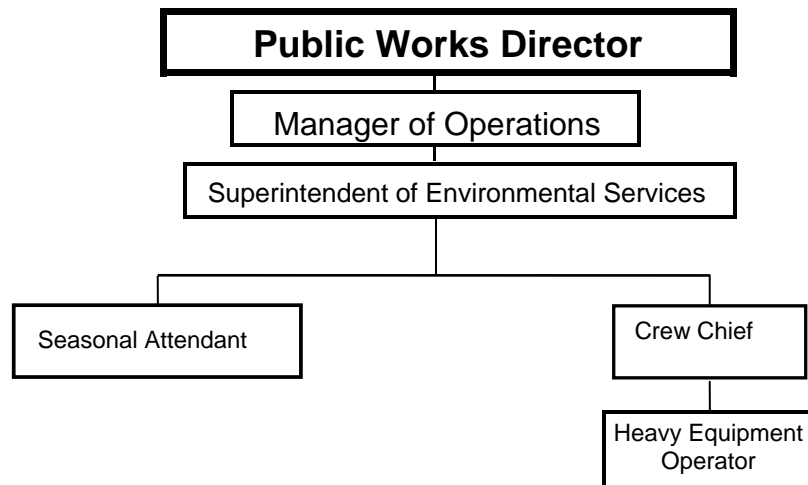 Public Works Director
Manager of Operations
Superintendent of Environmental Services
Seasonal Attendant
Crew Chief
Heavy Equipment
Operator